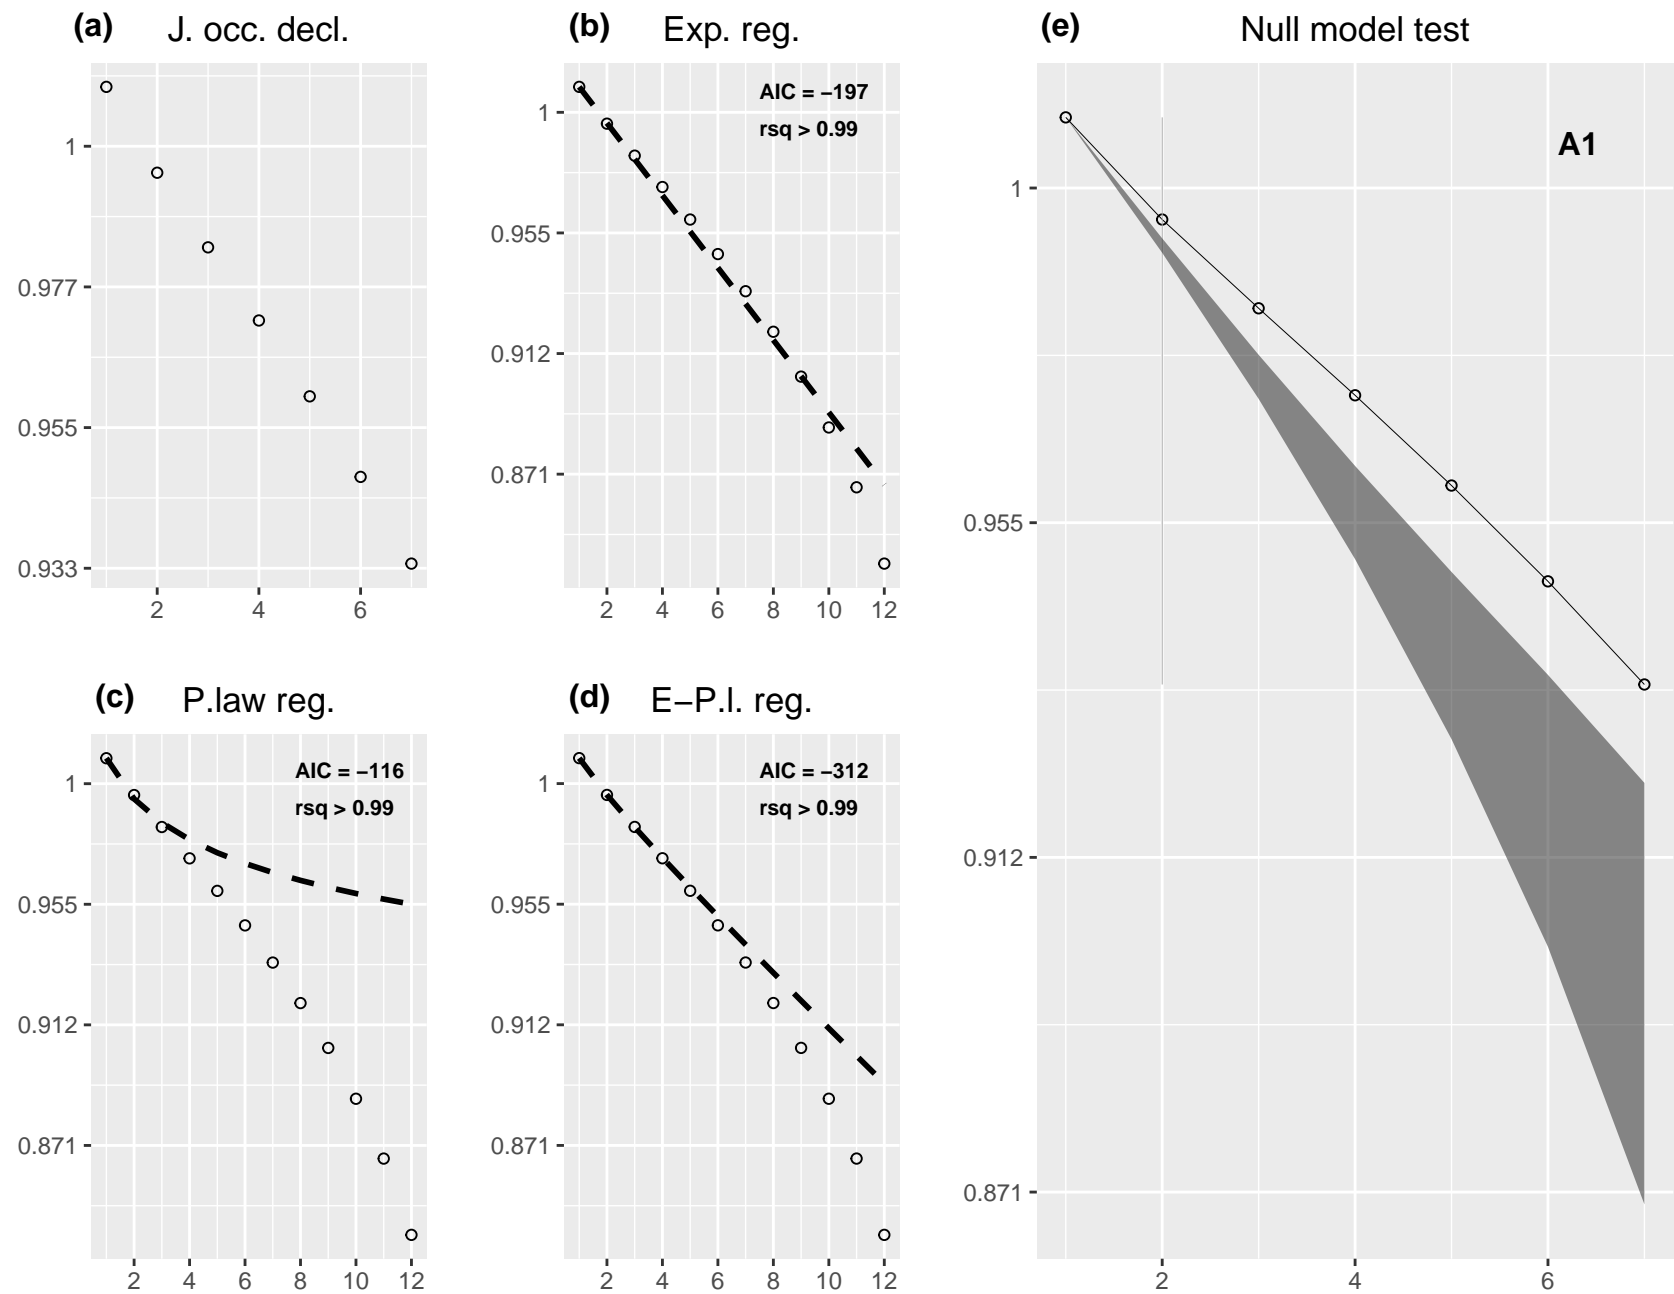 (a) J. occ. decl.
1
0.977
0.955
0.933
2 4 6
(b) Exp. reg.
AIC = −197
rsq > 0.99
1
0.955
0.912
0.871
2 4 6 8 10 12
(c) P.law reg.
AIC = −116
rsq > 0.99
1
0.955
0.912
0.871
2 4 6 8 10 12
(d) E−P.l. reg.
AIC = −312
rsq > 0.99
1
0.955
0.912
0.871
2 4 6 8 10 12
(e) Null model test
A1
1
0.955
0.912
0.871
2 4 6